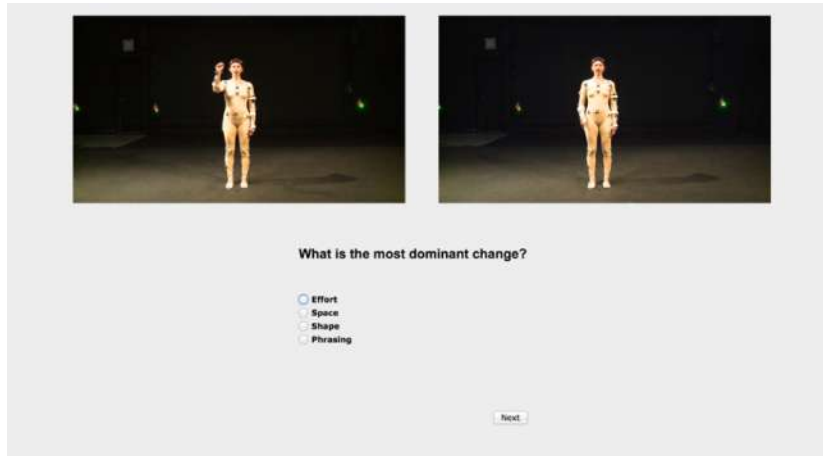 What is the most dominant change?
Effort
Space
Shape
Phrasing
Next